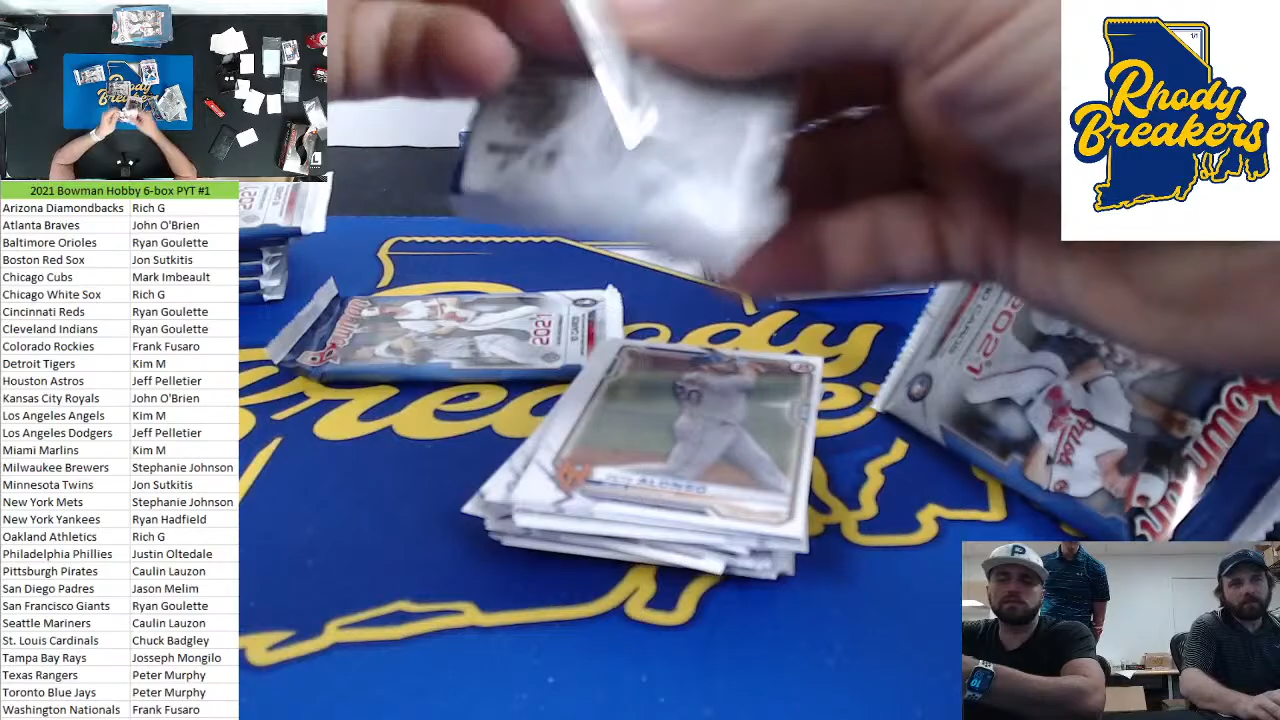 2021 Bowman Hobby 6-box PYT #1
Arizona Diamondbacks Rich G
Atlanta Braves John O'Brien
Baltimore Orioles Ryan Goulette
Boston Red Sox Jon Sutkitis
Chicago Cubs Mark Imbeault
Chicago White Sox Rich G
Cincinnati Reds Ryan Goulette
Cleveland Indians Ryan Goulette
Colorado Rockies Frank Fusaro
Detroit Tigers Kim M
Houston Astros Jeff Pelletier
Kansas City Royals John O'Brien
Los Angeles Angels Kim M
Los Angeles Dodgers Jeff Pelletier
Miami Marlins Kim M
Milwaukee Brewers Stephanie Johnson
Minnesota Twins Jon Sutkitis
New York Mets Stephanie Johnson
New York Yankees Ryan Hadfield
Oakland Athletics Rich G
Philadelphia Phillies Justin Oltedale
Pittsburgh Pirates Caulin Lauzon
San Diego Padres Jason Melim
San Francisco Giants Ryan Goulette
Seattle Mariners Caulin Lauzon
St. Louis Cardinals Chuck Badgley
Tampa Bay Rays Josseph Mongilo
Texas Rangers Peter Murphy
Toronto Blue Jays Peter Murphy
Washington Nationals Frank Fusaro
Rhody
Breakers
2021
2021
ALONSO
2021
Bowman